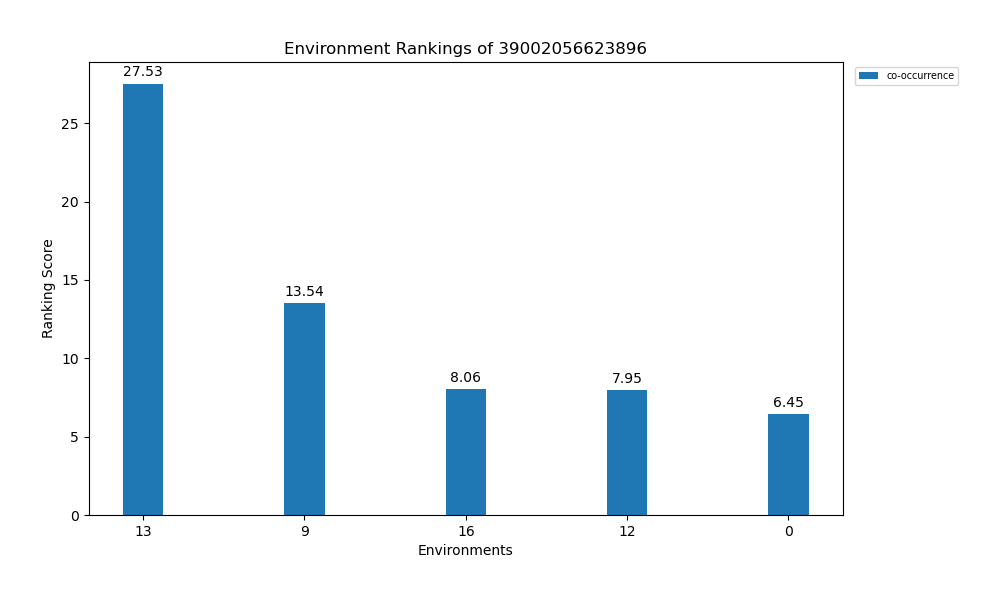 Environment Rankings of 39002056623896
co-occurrence
27.53
13.54
8.06
7.95
6.45
Ranking Score
25
20
15
10
5
0
13 9 16 12 0
Environments